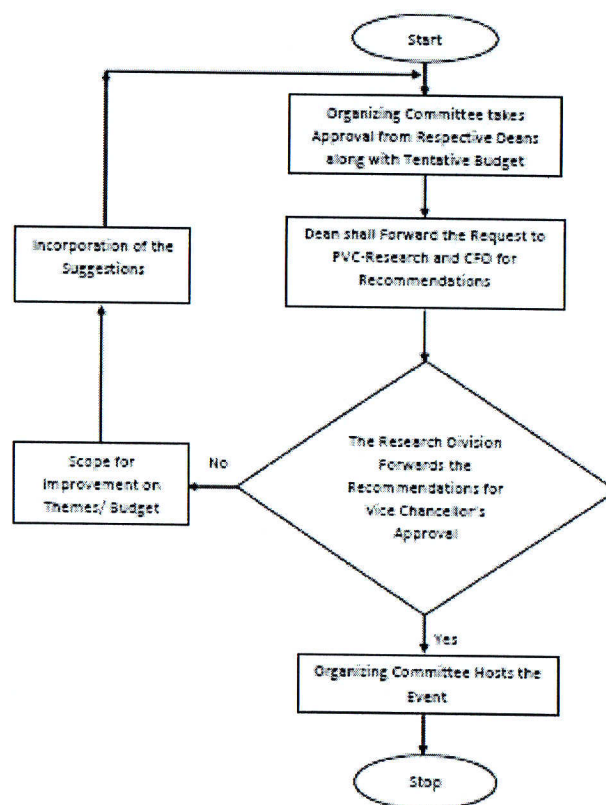 Start
Organizing Committee takes
Approval from Respective Deans
along with Tentative Budget
Dean shall Forward the Request to
PVC-Research and CFO for
Recommendations
Incorporation of the
Suggestions
The Research Division
Forwards the
Recommendations for
Vice Chancellor's
Approval
No
Scope for
Improvement on
Themes/ Budget
Yes
Organizing Committee Hosts the
Event
Stop